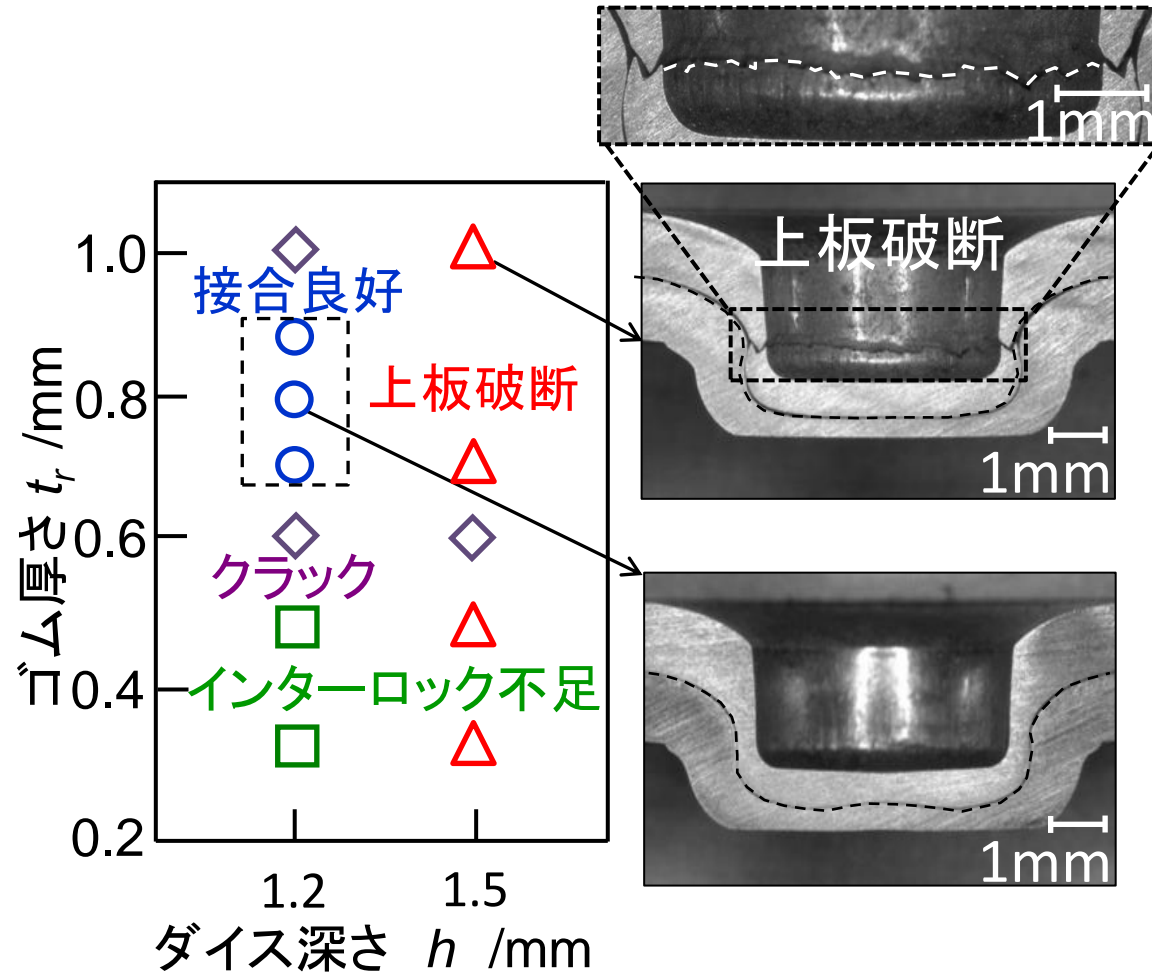 1mm
上板破断
1mm
1.0
接合良好
0.8
上板破断
0.6
クラック
0.4
インターロック不足
0.2
ゴム厚さ tr /mm
1mm
1.2
1.5
ダイス深さ h /mm